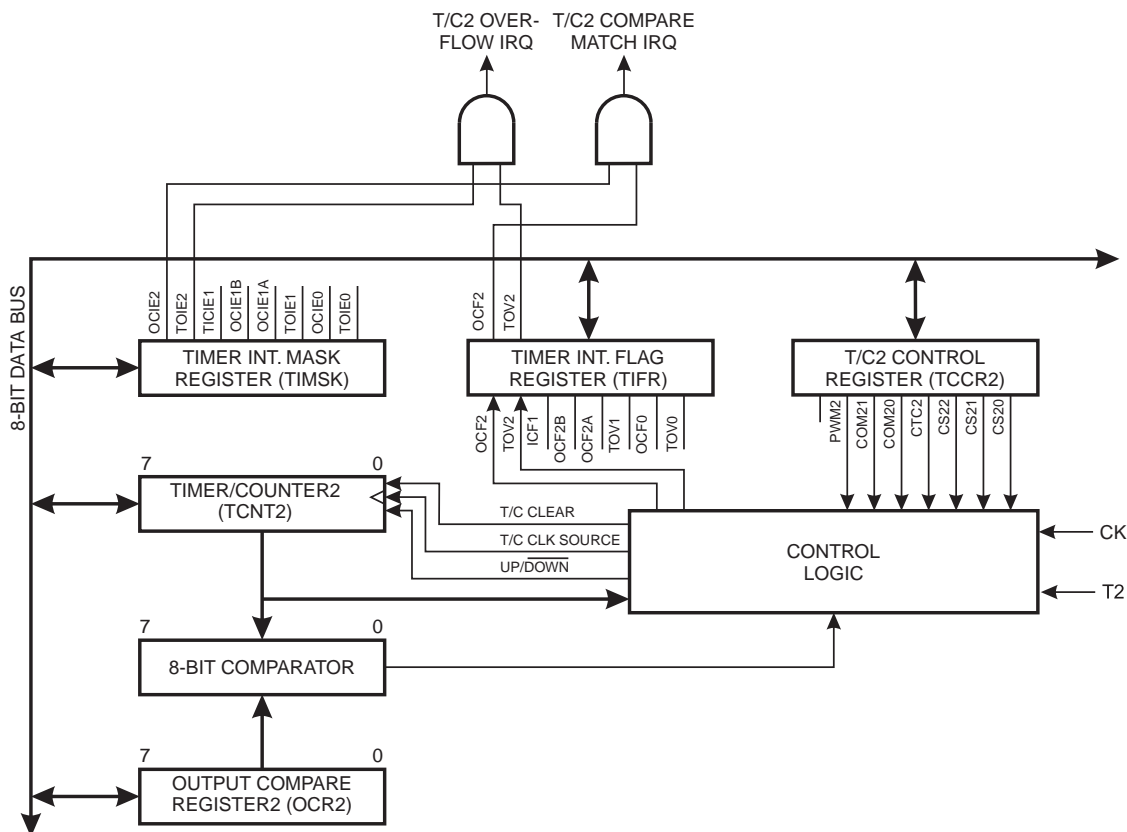 T/C2 OVER-
FLOW IRQ
T/C2 COMPARE
MATCH IRQ
8-BIT DATA BUS
OCIE2
TOIE2
TICIE1
OCIE1B
OCIE1A
TOIE1
OCIE0
TOIE0
OCF2
TOV2
TIMER INT. MASK
REGISTER (TIMSK)
TIMER INT. FLAG
REGISTER (TIFR)
T/C2 CONTROL
REGISTER (TCCR2)
OCF2
TOV2
ICF1
OCF2B
OCF2A
TOV1
OCF0
TOV0
PWM2
COM21
COM20
CTC2
CS22
CS21
CS20
7 0
TIMER/COUNTER2
(TCNT2)
T/C CLEAR
T/C CLK SOURCE
UP/DOWN
CONTROL
LOGIC
CK
T2
7 0
8-BIT COMPARATOR
7 0
OUTPUT COMPARE
REGISTER2 (OCR2)